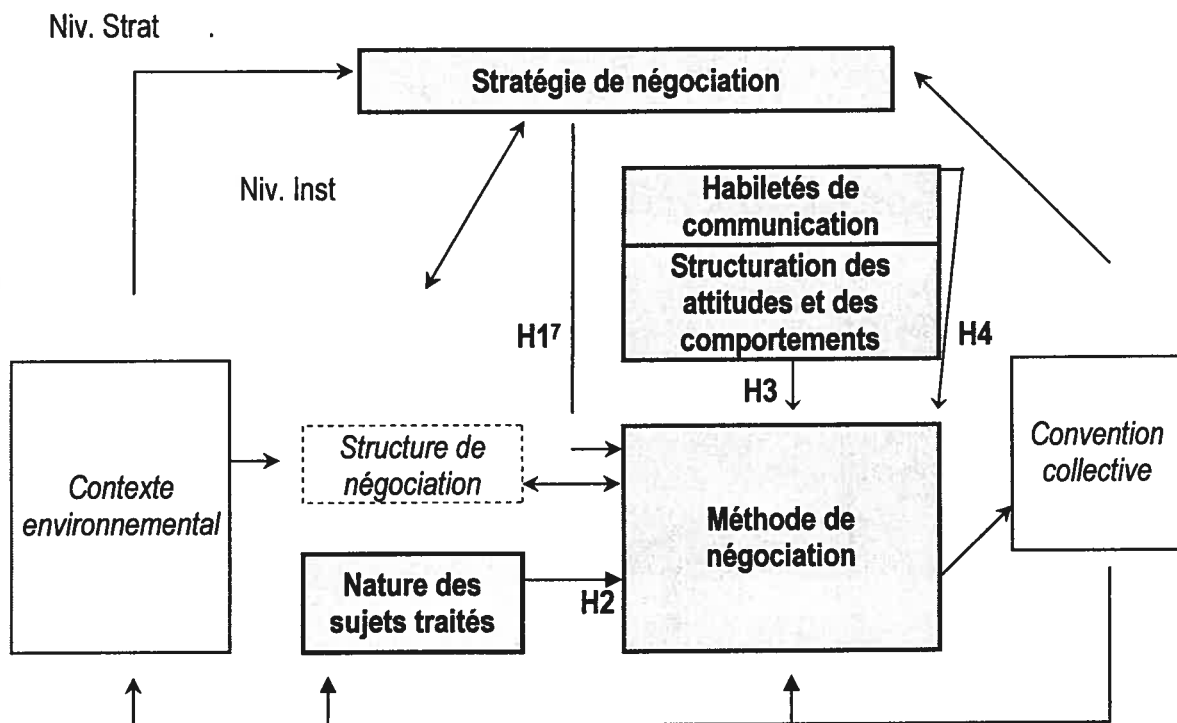 Niv. Strat .
Stratégie de négociation
Niv. Inst
Habiletés de
communication
Structuration des
attitudes et des
comportements
H1⁷
H4
H3
Structure de
négociation
Convention
collective
Contexte
environnemental
Méthode de
négociation
Nature des
sujets traités
H2